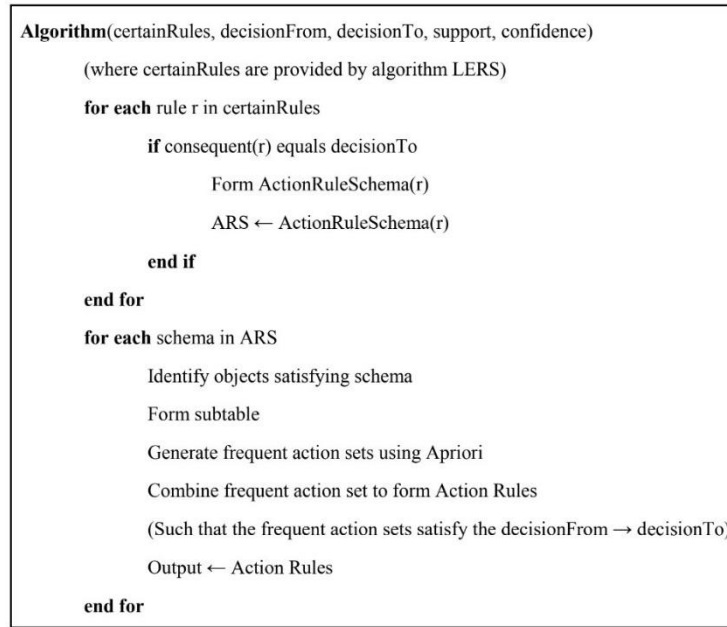 Algorithm(certainRules, decisionFrom, decisionTo, support, confidence)
(where certainRules are provided by algorithm LERS)
for each rule r in certainRules
if consequent(r) equals decisionTo
Form ActionRuleSchema(r)
ARS ← ActionRuleSchema(r)
end if
end for
for each schema in ARS
Identify objects satisfying schema
Form subtable
Generate frequent action sets using Apriori
Combine frequent action set to form Action Rules
(Such that the frequent action sets satisfy the decisionFrom → decisionTo)
Output ← Action Rules
end for